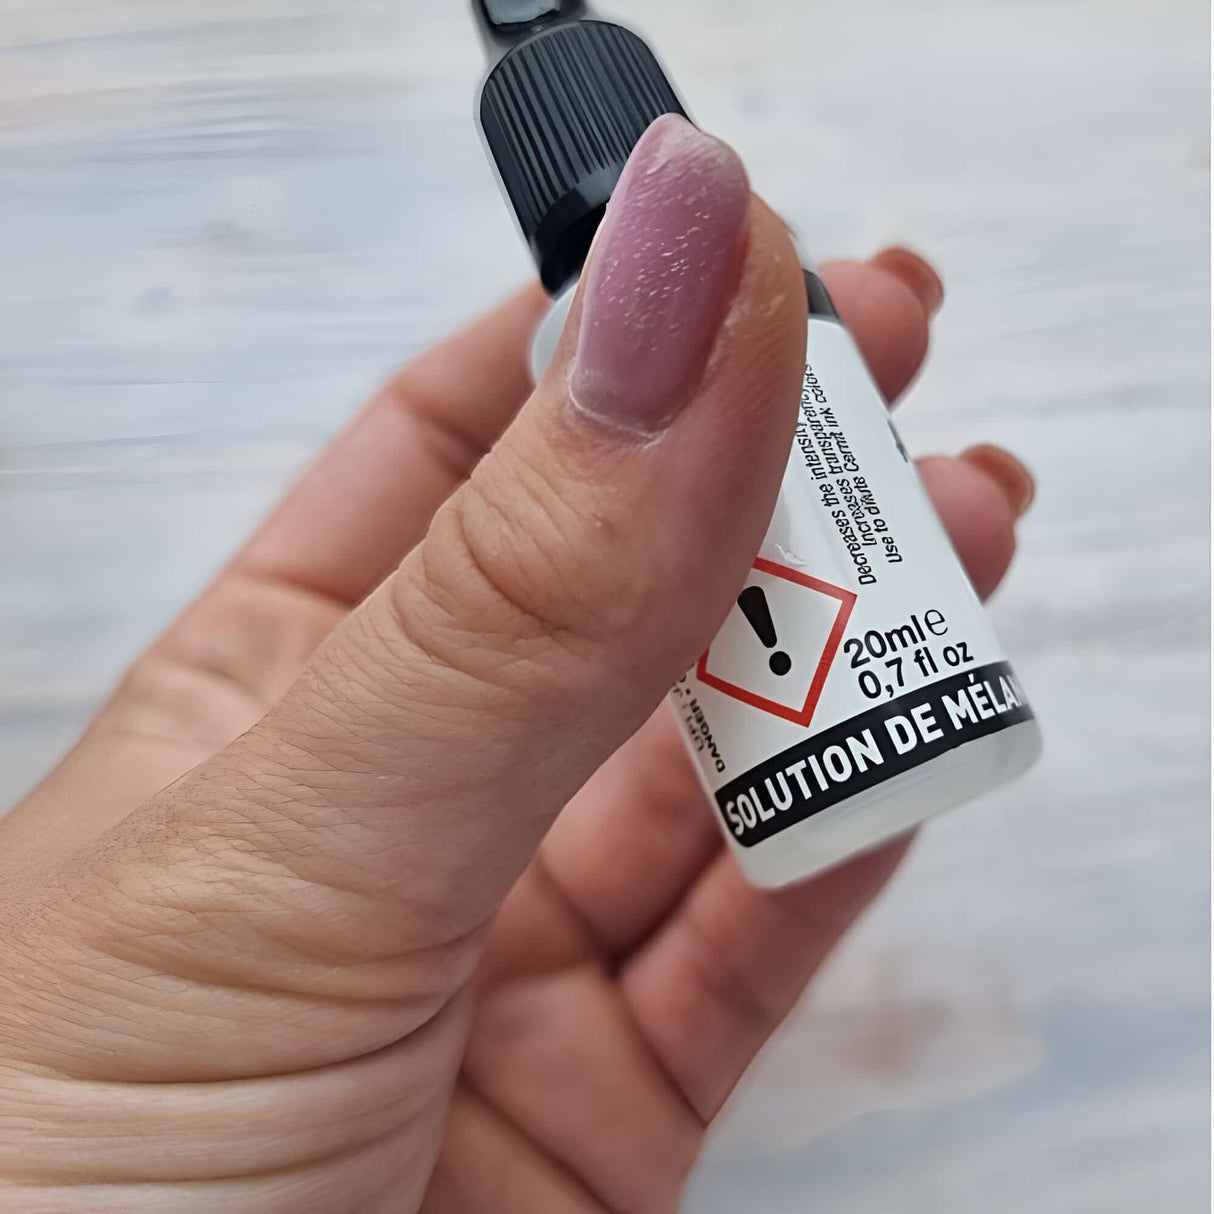 Decreases the intensity
Increases transparency
Use to dilute Cernit ink colors
20ml e
0,7 fl oz
DANGER •
SOLUTION DE MÉLAN